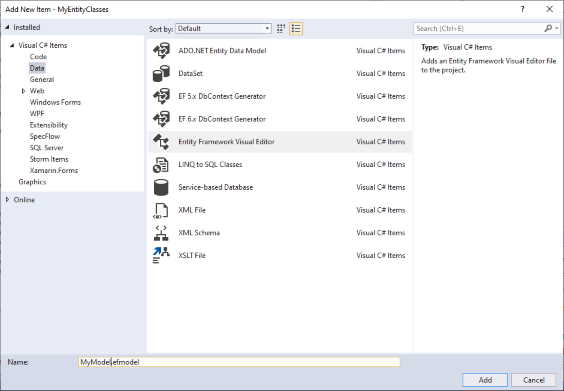 Add New Item - MyEntityClasses
? ×
Installed
Sort by: Default
Search (Ctrl+E)
Visual C# Items
Code
Data
General
Web
Windows Forms
WPF
Extensibility
SpecFlow
SQL Server
Storm Items
Xamarin.Forms
Graphics
Online
ADO.NET Entity Data Model Visual C# Items
DataSet Visual C# Items
EF 5.x DbContext Generator Visual C# Items
EF 6.x DbContext Generator Visual C# Items
Entity Framework Visual Editor Visual C# Items
LINQ to SQL Classes Visual C# Items
Service-based Database Visual C# Items
XML File Visual C# Items
XML Schema Visual C# Items
XSLT File Visual C# Items
Type: Visual C# Items
Adds an Entity Framework Visual Editor file
to the project.
Name: MyModel.efmodel
Add Cancel